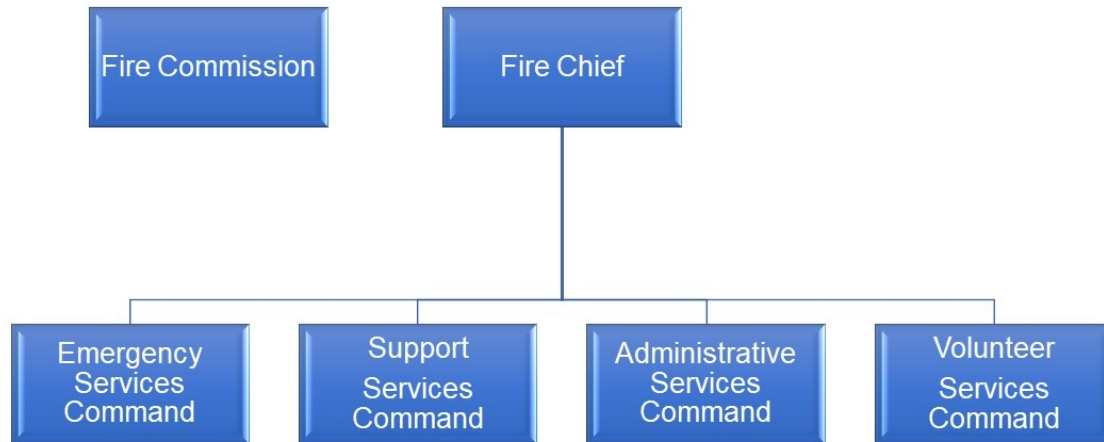 Fire Commission
Fire Chief
Emergency
Services
Command
Support
Services
Command
Administrative
Services
Command
Volunteer
Services
Command